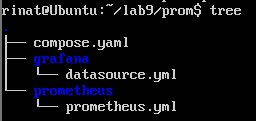 rinat@Ubuntu:~/lab9/prom$ tree
.
├── compose.yaml
├── grafana
│   └── datasource.yml
└── prometheus
    └── prometheus.yml